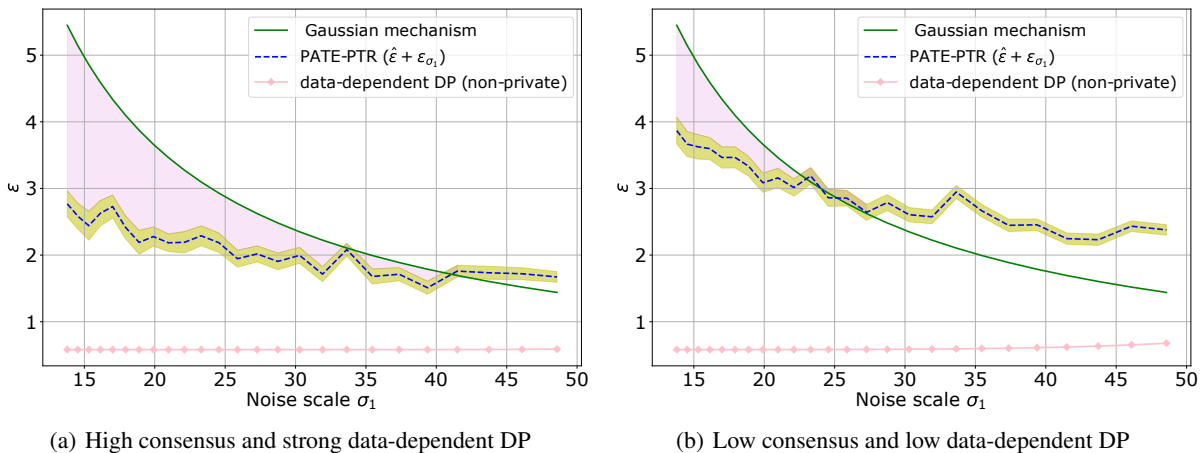 5
4
3
2
1
ε
15 20 25 30 35 40 45 50
Noise scale σ₁
Gaussian mechanism
PATE-PTR (ε̂ + ε_σ₁)
data-dependent DP (non-private)
(a) High consensus and strong data-dependent DP
5
4
3
2
1
ε
15 20 25 30 35 40 45 50
Noise scale σ₁
Gaussian mechanism
PATE-PTR (ε̂ + ε_σ₁)
data-dependent DP (non-private)
(b) Low consensus and low data-dependent DP